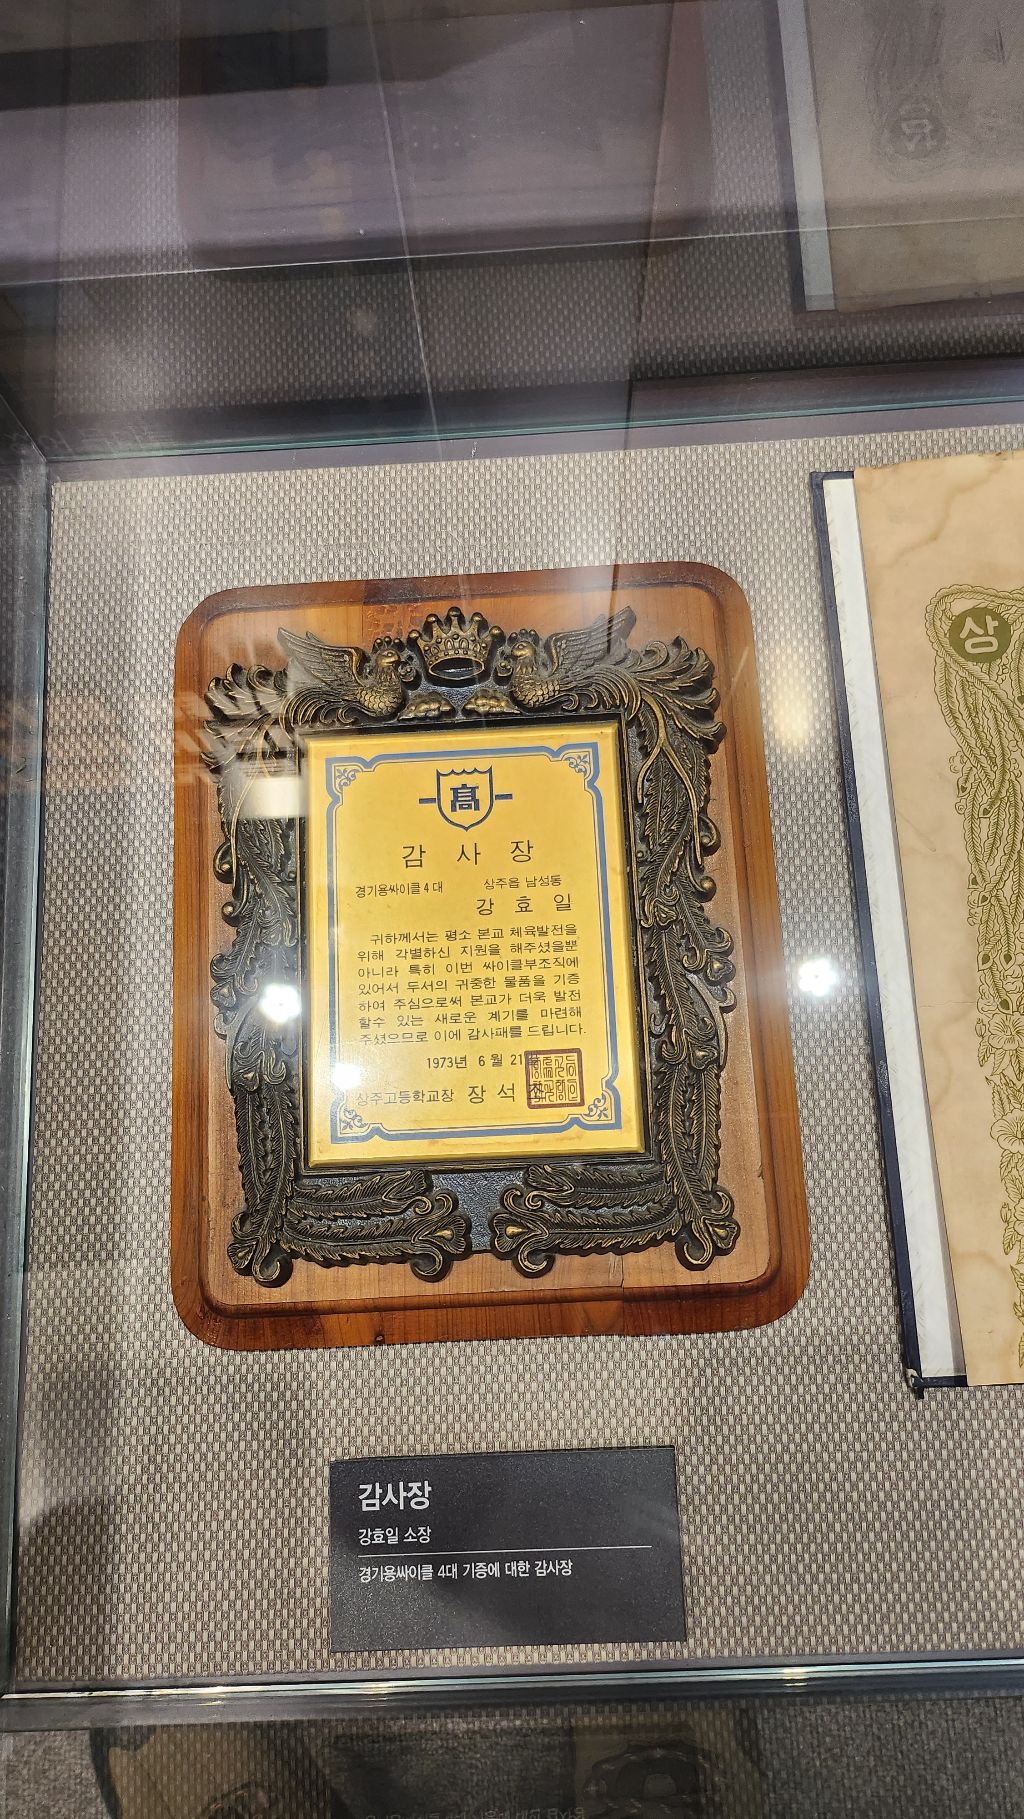 高
감 사 장
경기용싸이클 4 대
상주읍 남성동
강 효 일
귀하께서는 평소 본교 체육발전을
위해 각별하신 지원을 해주셨을뿐
아니라 특히 이번 싸이클부조직에
있어서 두서의 귀중한 물품을 기증
하여 주심으로써 본교가 더욱 발전
할수 있는 새로운 계기를 마련해
주셨으므로 이에 감사패를 드립니다.
1973년 6 월 21
상주고등학교장 장 석
상
감사장
강효일 소장
경기용싸이클 4대 기증에 대한 감사장